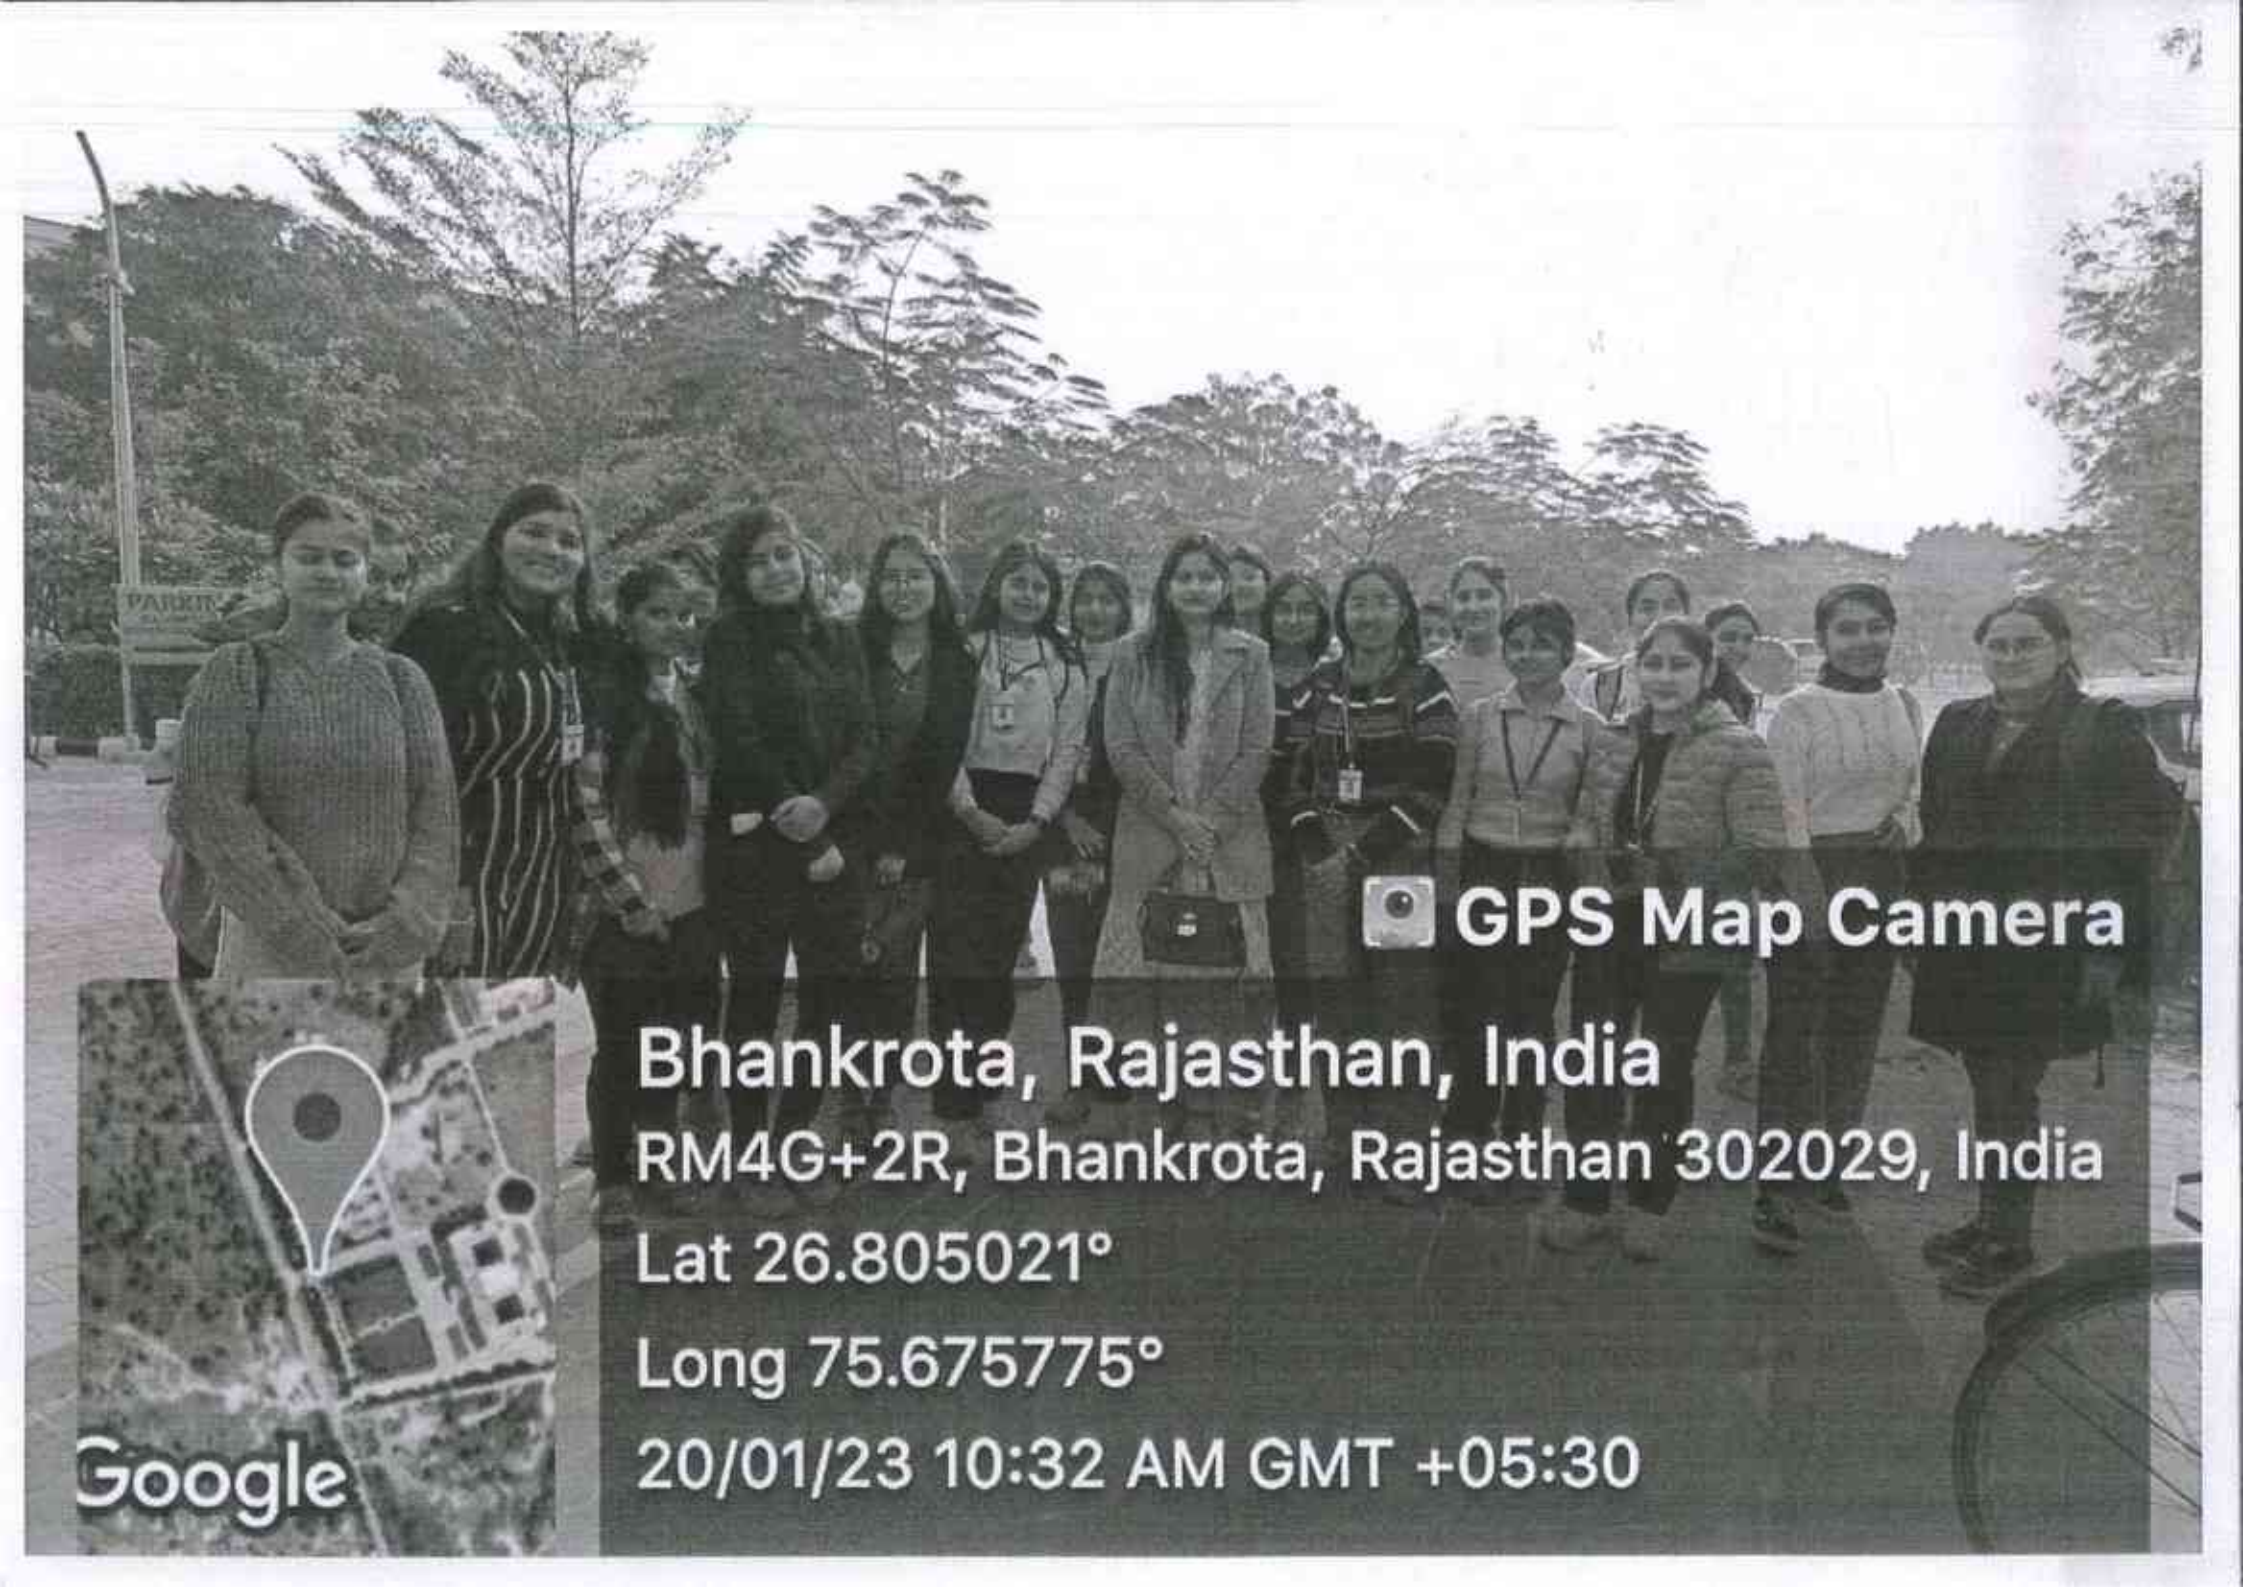 PARKIN
GPS Map Camera
Bhankrota, Rajasthan, India
RM4G+2R, Bhankrota, Rajasthan 302029, India
Lat 26.805021°
Long 75.675775°
20/01/23 10:32 AM GMT +05:30
Google